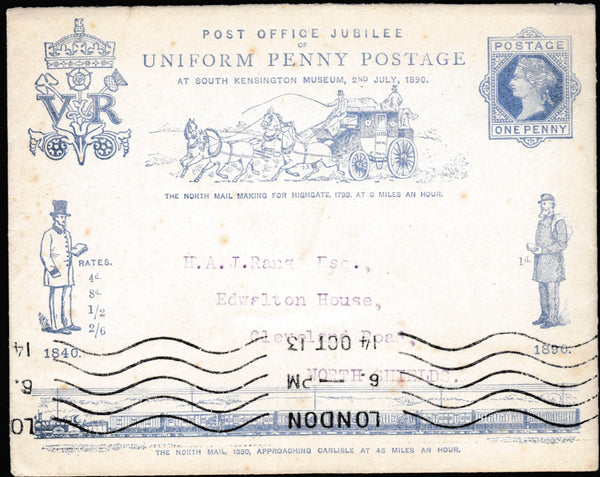 POST OFFICE JUBILEE
OF
UNIFORM PENNY POSTAGE
AT SOUTH KENSINGTON MUSEUM, 2ND JULY, 1890.
V R
POSTAGE
ONE PENNY
THE NORTH MAIL MAKING FOR HIGHGATE, 1790, AT 8 MILES AN HOUR.
RATES.
4d.
8d.
1/2
2/6
1840.
1d.
1890.
H.A.J.Rang Esq.,
Edwalton House,
Cleveland Road,
NORTH SHIELDS.
LONDON
6 — PM
14 OCT 13
LO
6.
14
THE NORTH MAIL, 1890, APPROACHING CARLISLE AT 48 MILES AN HOUR.